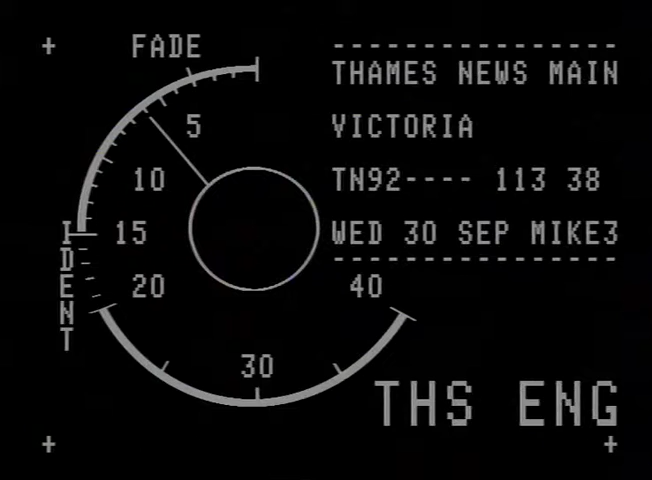 FADE
5
10
15
20
30
40
IDENT
----------------
THAMES NEWS MAIN
VICTORIA
TN92---- 113 38
WED 30 SEP MIKE3
----------------
THS ENG